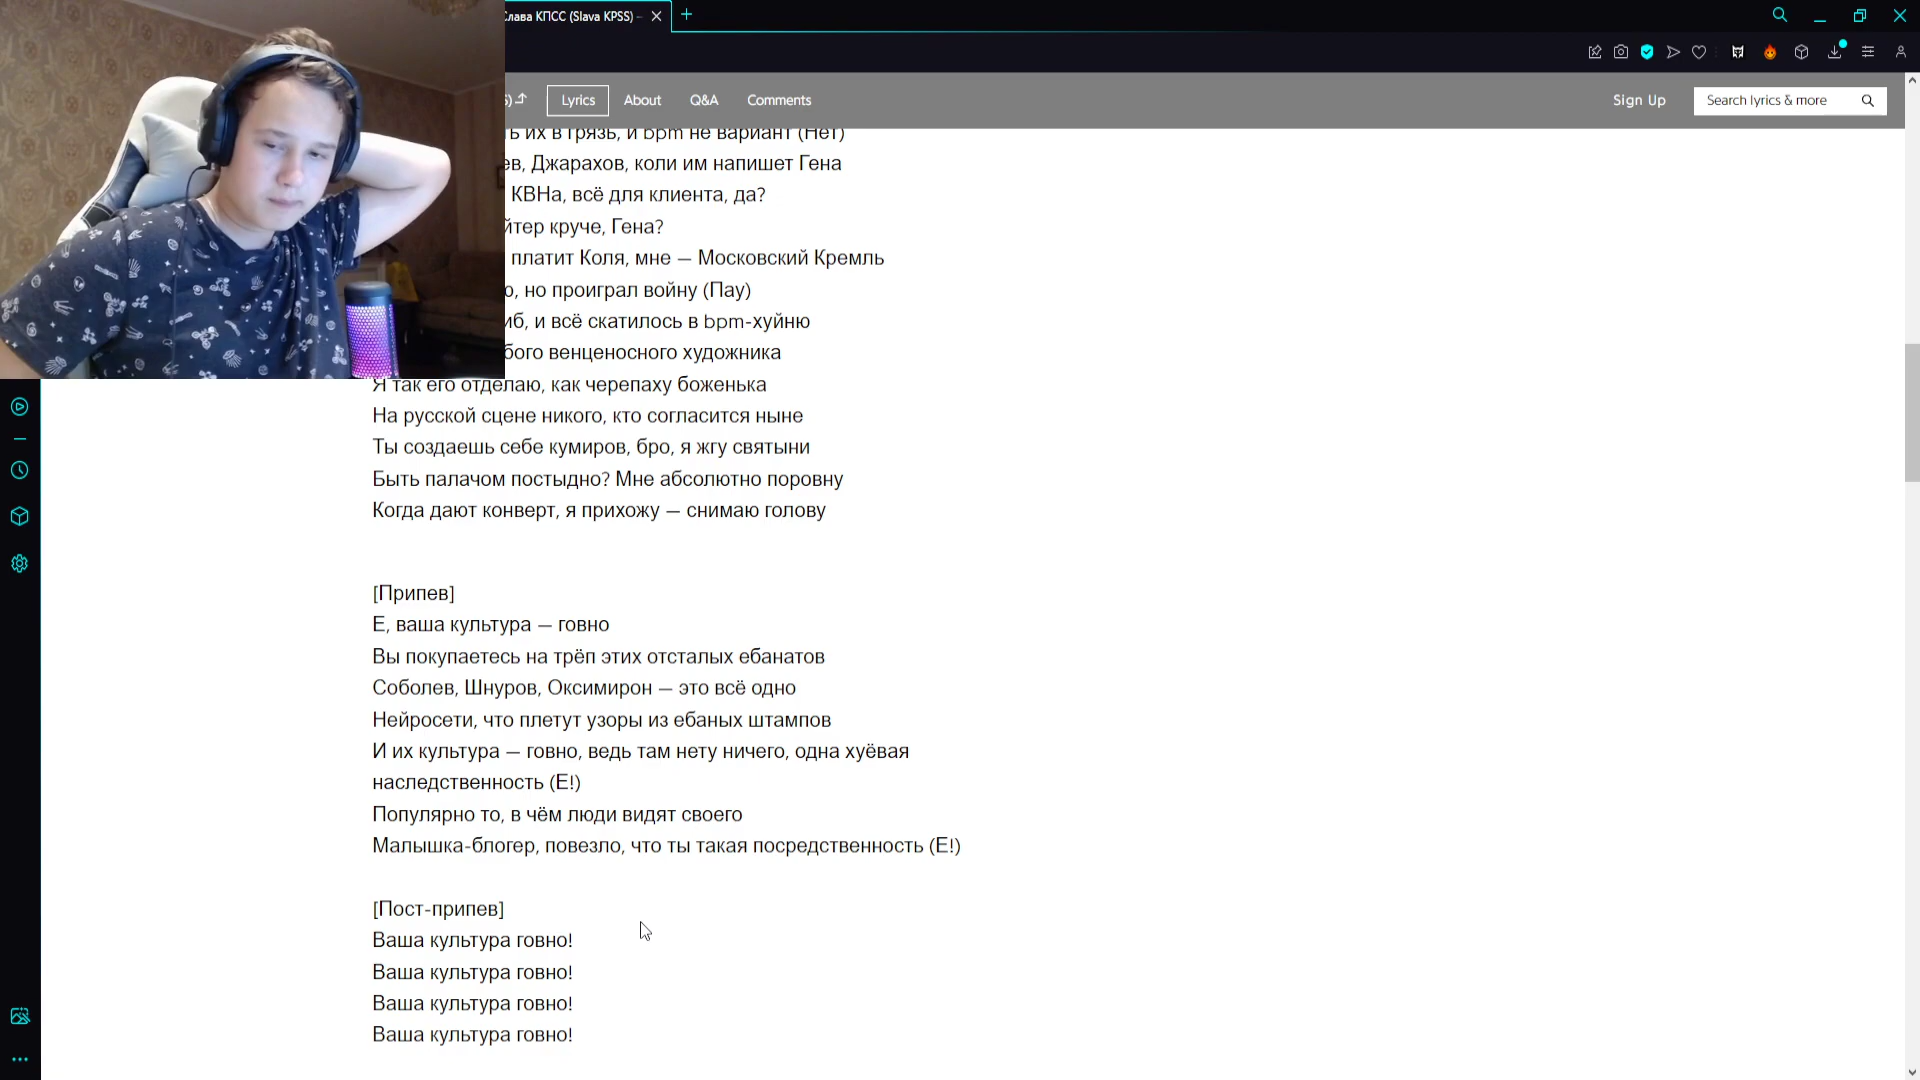 Слава КПСС (Slava KPSS) –
Lyrics
About
Q&A
Comments
Sign Up
Search lyrics & more
их в грязь, и bpm не вариант (Нет)
Джарахов, коли им напишет Гена
КВНа, всё для клиента, да?
круче, Гена?
платит Коля, мне — Московский Кремль
но проиграл войну (Пау)
и всё скатилось в bpm-хуйню
венценосного художника
Я так его отделаю, как черепаху боженька
На русской сцене никого, кто согласится ныне
Ты создаешь себе кумиров, бро, я жгу святыни
Быть палачом постыдно? Мне абсолютно поровну
Когда дают конверт, я прихожу — снимаю голову
[Припев]
Е, ваша культура — говно
Вы покупаетесь на трёп этих отсталых ебанатов
Соболев, Шнуров, Оксимирон — это всё одно
Нейросети, что плетут узоры из ебаных штампов
И их культура — говно, ведь там нету ничего, одна хуёвая
наследственность (Е!)
Популярно то, в чём люди видят своего
Малышка-блогер, повезло, что ты такая посредственность (Е!)
[Пост-припев]
Ваша культура говно!
Ваша культура говно!
Ваша культура говно!
Ваша культура говно!